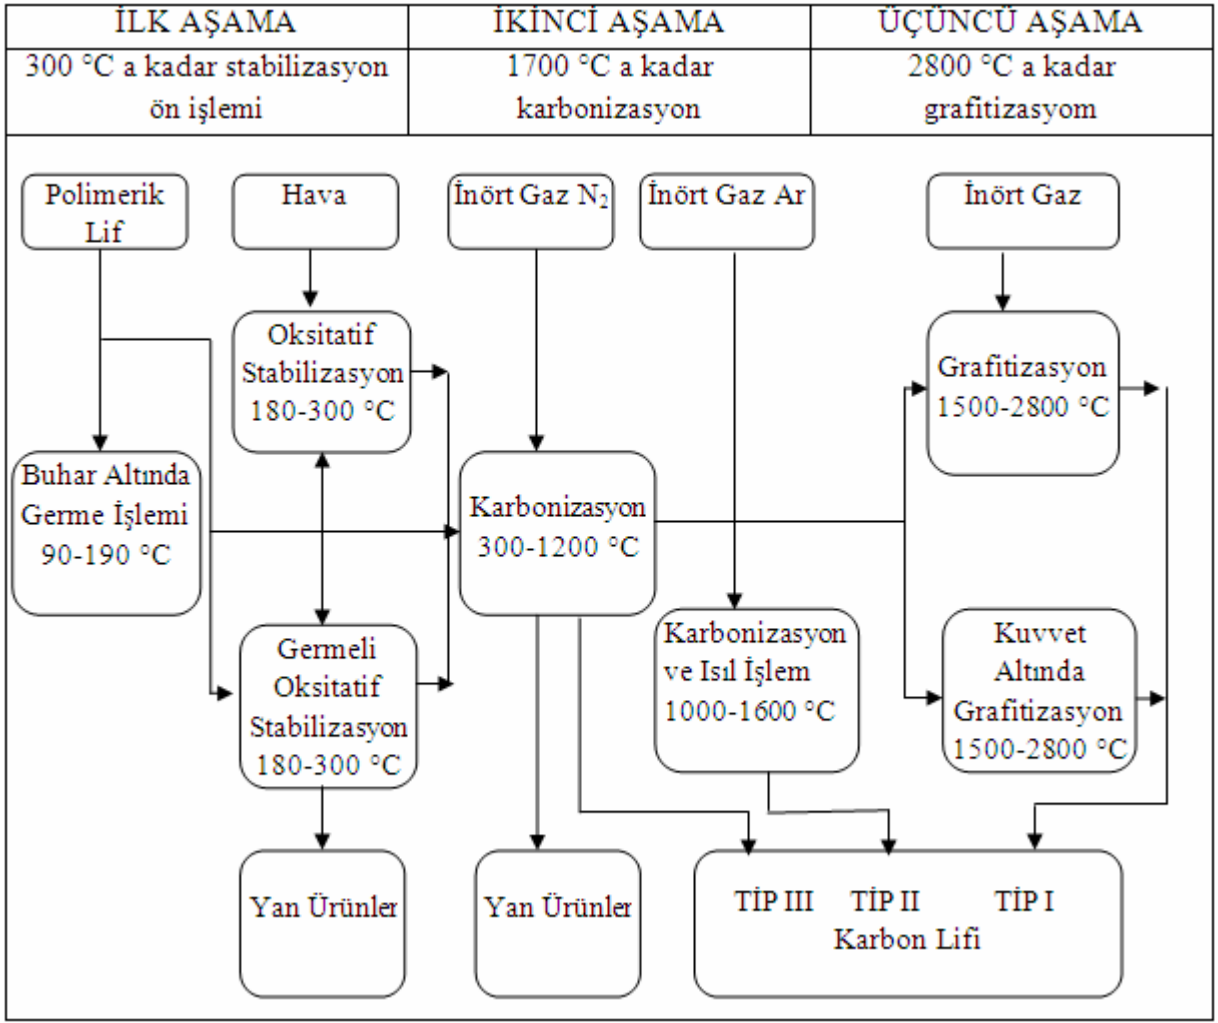 İLK AŞAMA
İKİNCİ AŞAMA
ÜÇÜNCÜ AŞAMA
300 °C a kadar stabilizasyon
ön işlemi
1700 °C a kadar
karbonizasyon
2800 °C a kadar
grafitizasyom
Polimerik
Lif
Hava
İnört Gaz N₂
İnört Gaz Ar
İnört Gaz
Oksitatif
Stabilizasyon
180-300 °C
Grafitizasyon
1500-2800 °C
Buhar Altında
Germe İşlemi
90-190 °C
Karbonizasyon
300-1200 °C
Germeli
Oksitatif
Stabilizasyon
180-300 °C
Karbonizasyon
ve Isıl İşlem
1000-1600 °C
Kuvvet
Altında
Grafitizasyon
1500-2800 °C
Yan Ürünler
Yan Ürünler
TİP III TİP II TİP I
Karbon Lifi